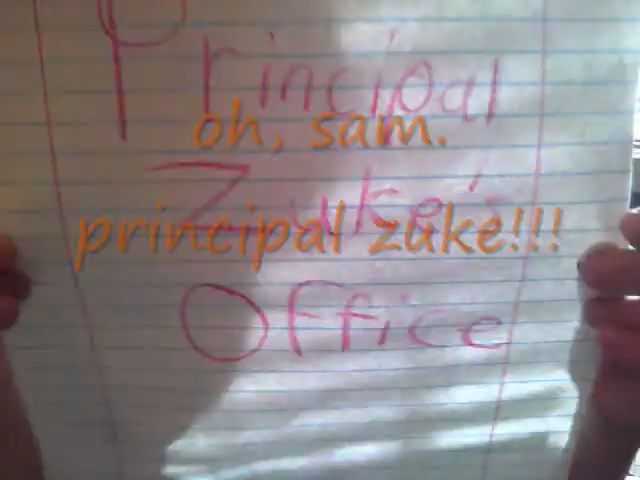 Principal
oh, sam.
Zuke's
principal zuke!!!
Office